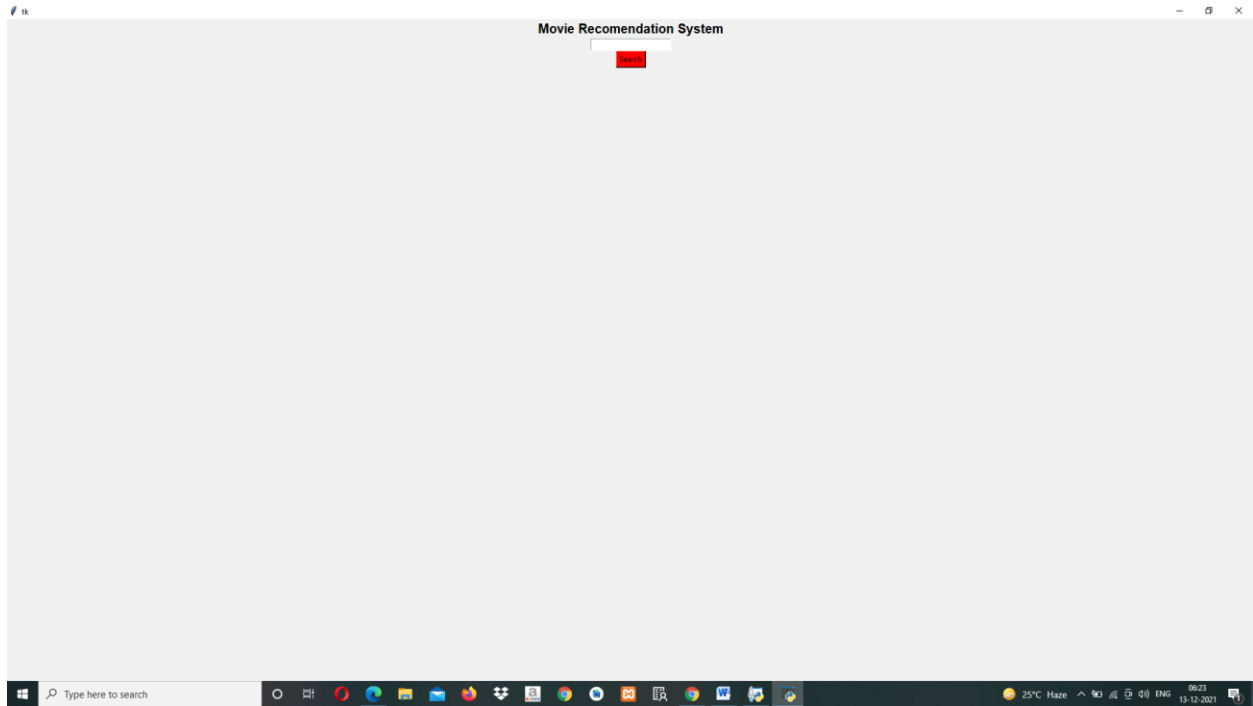 tk
Movie Recomendation System
Search
Type here to search
25°C Haze
ENG
06:23
13-12-2021